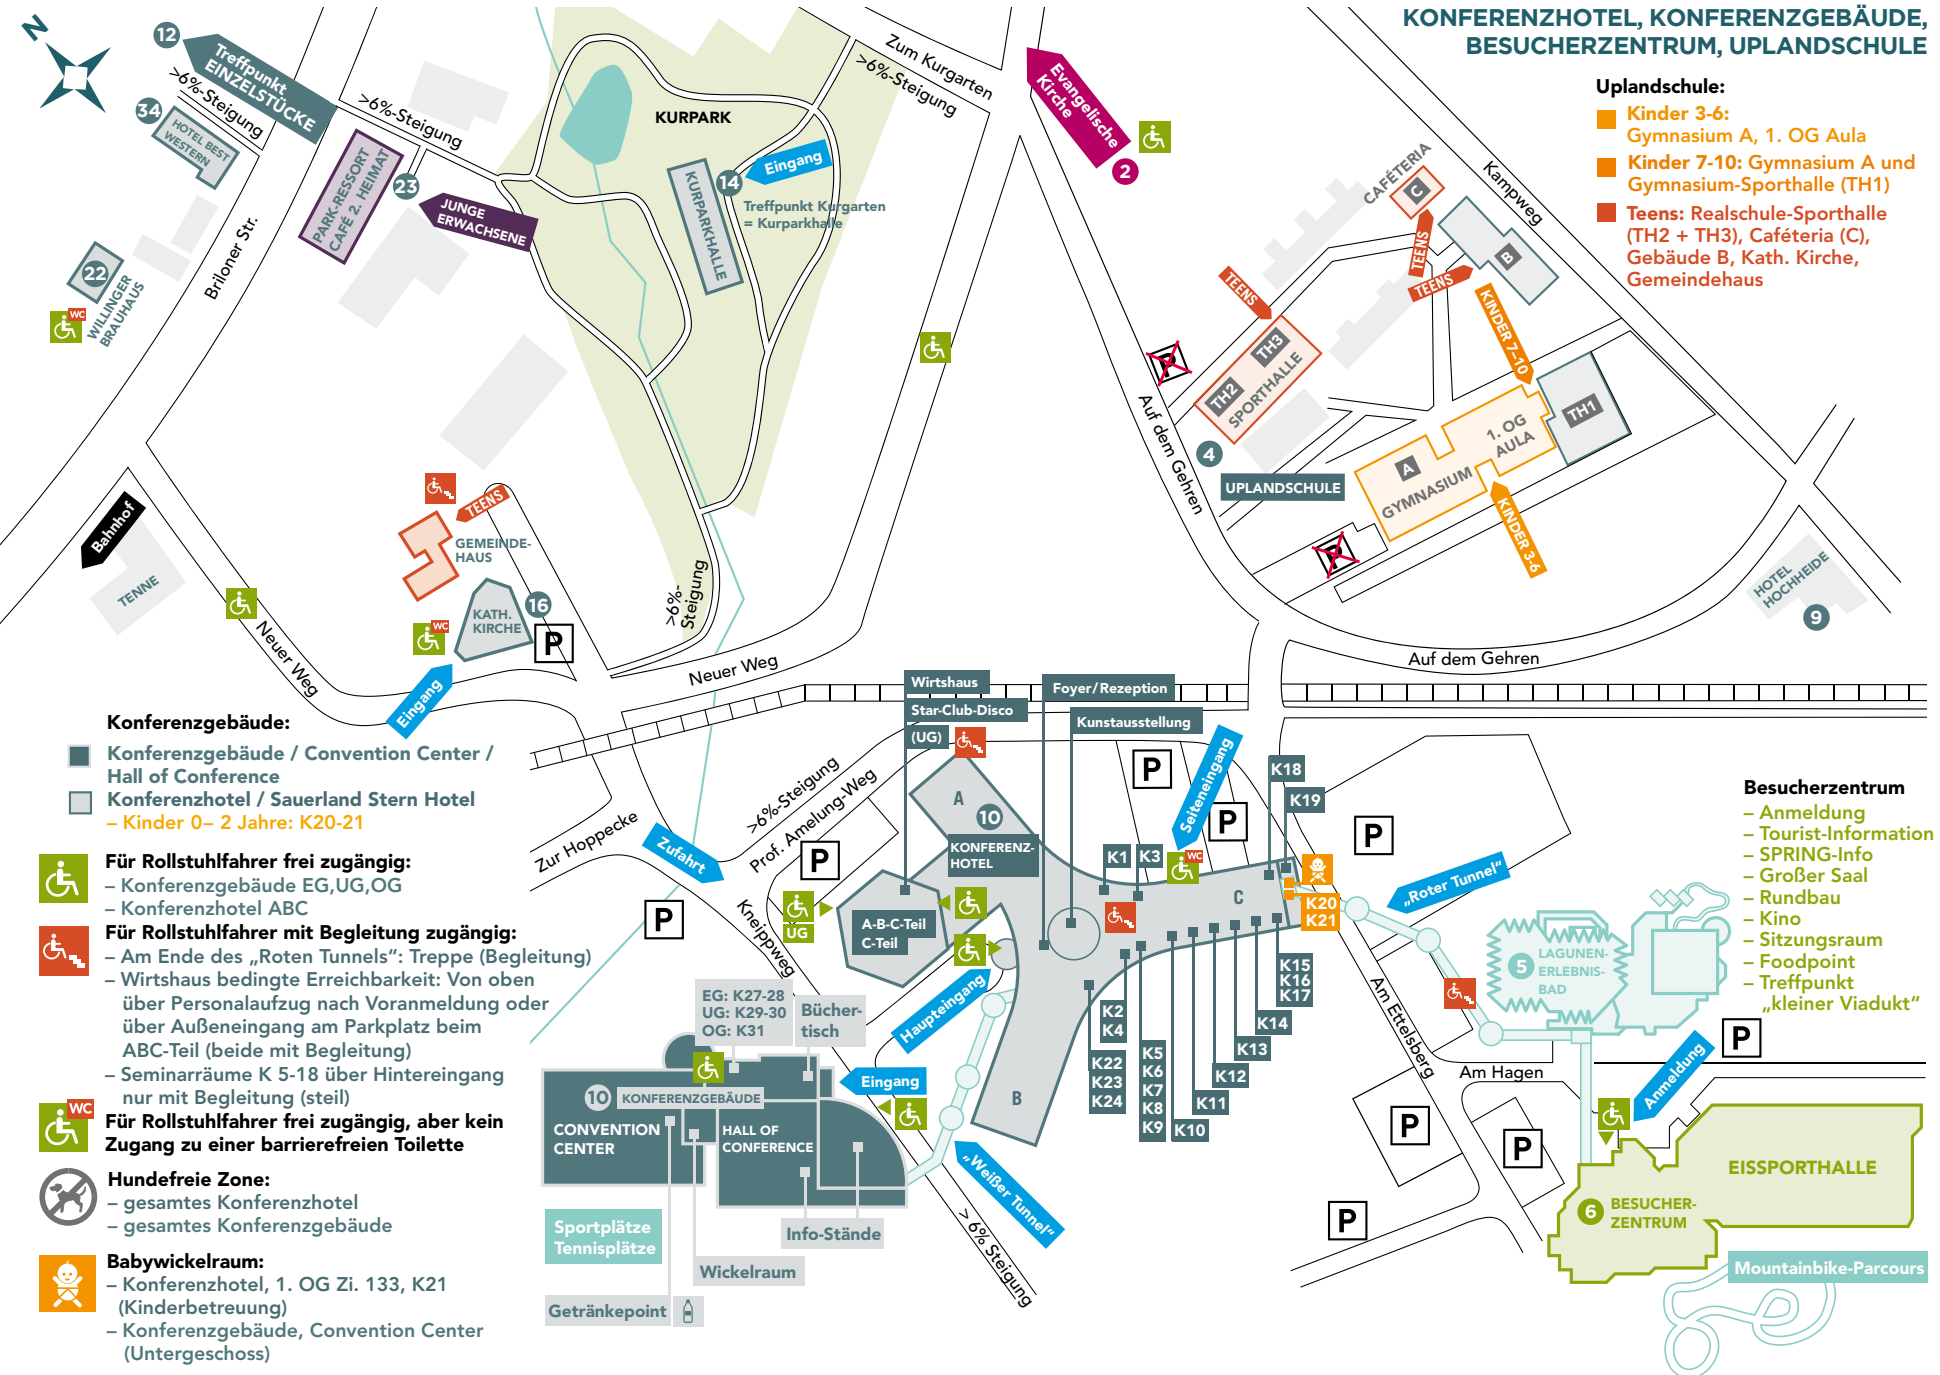 KONFERENZHOTEL, KONFERENZGEBÄUDE,
BESUCHERZENTRUM, UPLANDSCHULE
Uplandschule:
Kinder 3-6:
Gymnasium A, 1. OG Aula
Kinder 7-10: Gymnasium A und
Gymnasium-Sporthalle (TH1)
Teens: Realschule-Sporthalle
(TH2 + TH3), Caféteria (C),
Gebäude B, Kath. Kirche,
Gemeindehaus
N
12
Treffpunkt
EINZELSTÜCKE
>6%-Steigung
34
HOTEL BEST
WESTERN
>6%-Steigung
PARK-RESSORT
CAFÉ 2. HEIMAT
23
JUNGE
ERWACHSENE
22
WILLINGER
BRAUHAUS
WC
Briloner Str.
KURPARK
KURPARKHALLE
14
Eingang
Treffpunkt Kurgarten
= Kurparkhalle
Zum Kurgarten
>6%-Steigung
Evangelische
Kirche
2
CAFÉTERIA
C
B
Kampweg
TEENS
TEENS
TEENS
KINDER 7–10
TH3
TH2
SPORTHALLE
P
4
UPLANDSCHULE
Auf dem Gehren
1. OG
AULA
TH1
A
GYMNASIUM
KINDER 3-6
P
HOTEL
HOCHHEIDE
9
Auf dem Gehren
Bahnhof
TENNE
Neuer Weg
TEENS
GEMEINDE-
HAUS
KATH.
KIRCHE
16
P
WC
Eingang
>6%-
Steigung
Neuer Weg
Konferenzgebäude:
Konferenzgebäude / Convention Center /
Hall of Conference
Konferenzhotel / Sauerland Stern Hotel
– Kinder 0– 2 Jahre: K20-21
Für Rollstuhlfahrer frei zugängig:
– Konferenzgebäude EG,UG,OG
– Konferenzhotel ABC
Für Rollstuhlfahrer mit Begleitung zugängig:
– Am Ende des „Roten Tunnels“: Treppe (Begleitung)
– Wirtshaus bedingte Erreichbarkeit: Von oben
über Personalaufzug nach Voranmeldung oder
über Außeneingang am Parkplatz beim
ABC-Teil (beide mit Begleitung)
– Seminarräume K 5-18 über Hintereingang
nur mit Begleitung (steil)
WC
Für Rollstuhlfahrer frei zugängig, aber kein
Zugang zu einer barrierefreien Toilette
Hundefreie Zone:
– gesamtes Konferenzhotel
– gesamtes Konferenzgebäude
Babywickelraum:
– Konferenzhotel, 1. OG Zi. 133, K21
(Kinderbetreuung)
– Konferenzgebäude, Convention Center
(Untergeschoss)
Wirtshaus
Star-Club-Disco
(UG)
Foyer/Rezeption
Kunstausstellung
>6%-Steigung
Prof. Amelung-Weg
Zur Hoppecke
Zufahrt
P
P
Kneippweg
A
10
KONFERENZ-
HOTEL
A-B-C-Teil
C-Teil
UG
Haupteingang
B
C
P
Seiteneingang
P
WC
K1
K3
K18
K19
K20
K21
P
„Roter Tunnel“
K15
K16
K17
K14
K13
K12
K11
K10
K2
K4
K22
K23
K24
K5
K6
K7
K8
K9
EG: K27-28
UG: K29-30
OG: K31
Bücher-
tisch
10
KONFERENZGEBÄUDE
Eingang
CONVENTION
CENTER
HALL OF
CONFERENCE
Sportplätze
Tennisplätze
Info-Stände
Wickelraum
Getränkepoint
„Weißer Tunnel“
> 6% Steigung
Am Ettelsberg
Am Hagen
P
P
P
P
5
LAGUNEN-
ERLEBNIS-
BAD
Besucherzentrum
– Anmeldung
– Tourist-Information
– SPRING-Info
– Großer Saal
– Rundbau
– Kino
– Sitzungsraum
– Foodpoint
– Treffpunkt
„kleiner Viadukt“
Anmeldung
EISSPORTHALLE
6
BESUCHER-
ZENTRUM
Mountainbike-Parcours